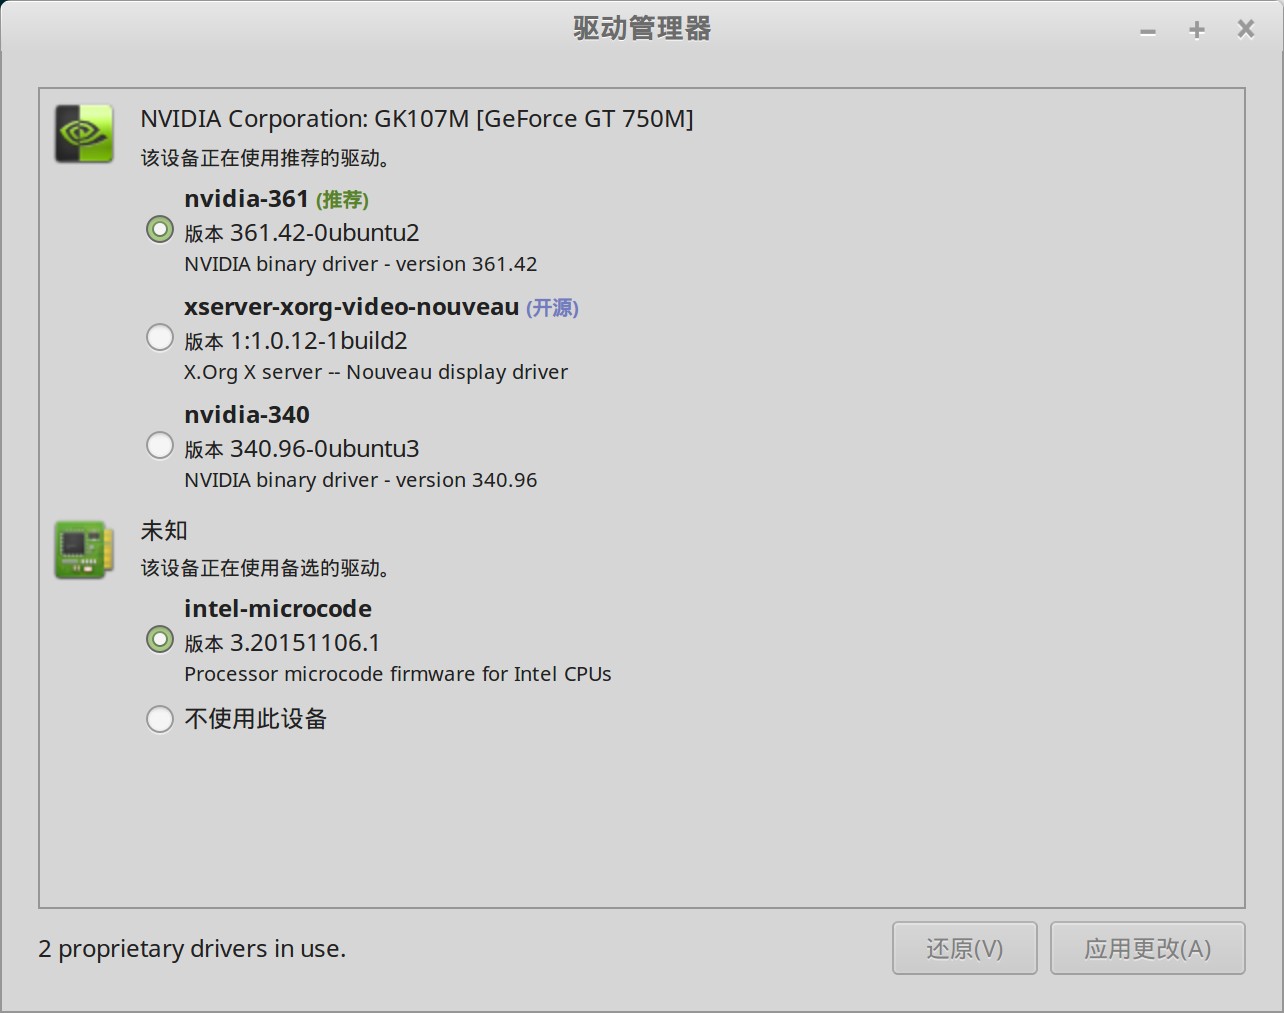 驱动管理器
NVIDIA Corporation: GK107M [GeForce GT 750M]
该设备正在使用推荐的驱动。
nvidia-361 (推荐)
版本 361.42-0ubuntu2
NVIDIA binary driver - version 361.42
xserver-xorg-video-nouveau (开源)
版本 1:1.0.12-1build2
X.Org X server -- Nouveau display driver
nvidia-340
版本 340.96-0ubuntu3
NVIDIA binary driver - version 340.96
未知
该设备正在使用备选的驱动。
intel-microcode
版本 3.20151106.1
Processor microcode firmware for Intel CPUs
不使用此设备
2 proprietary drivers in use.
还原(V)
应用更改(A)